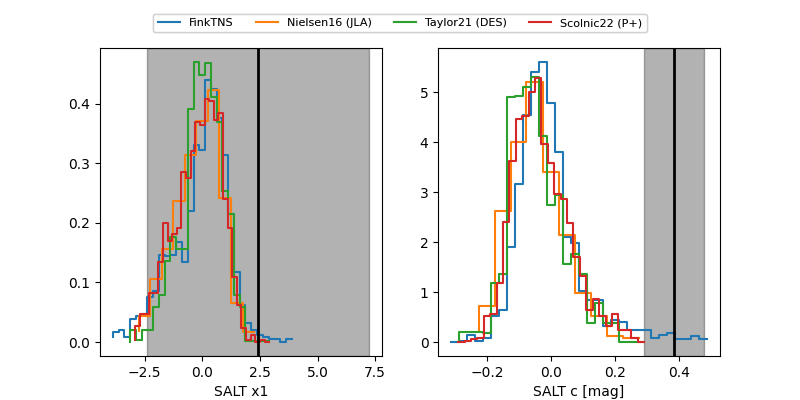 FinkTNS Nielsen16 (JLA) Taylor21 (DES) Scolnic22 (P+)
0.4
0.3
0.2
0.1
0.0
−2.5 0.0 2.5 5.0 7.5
SALT x1
5
4
3
2
1
0
−0.2 0.0 0.2 0.4
SALT c [mag]